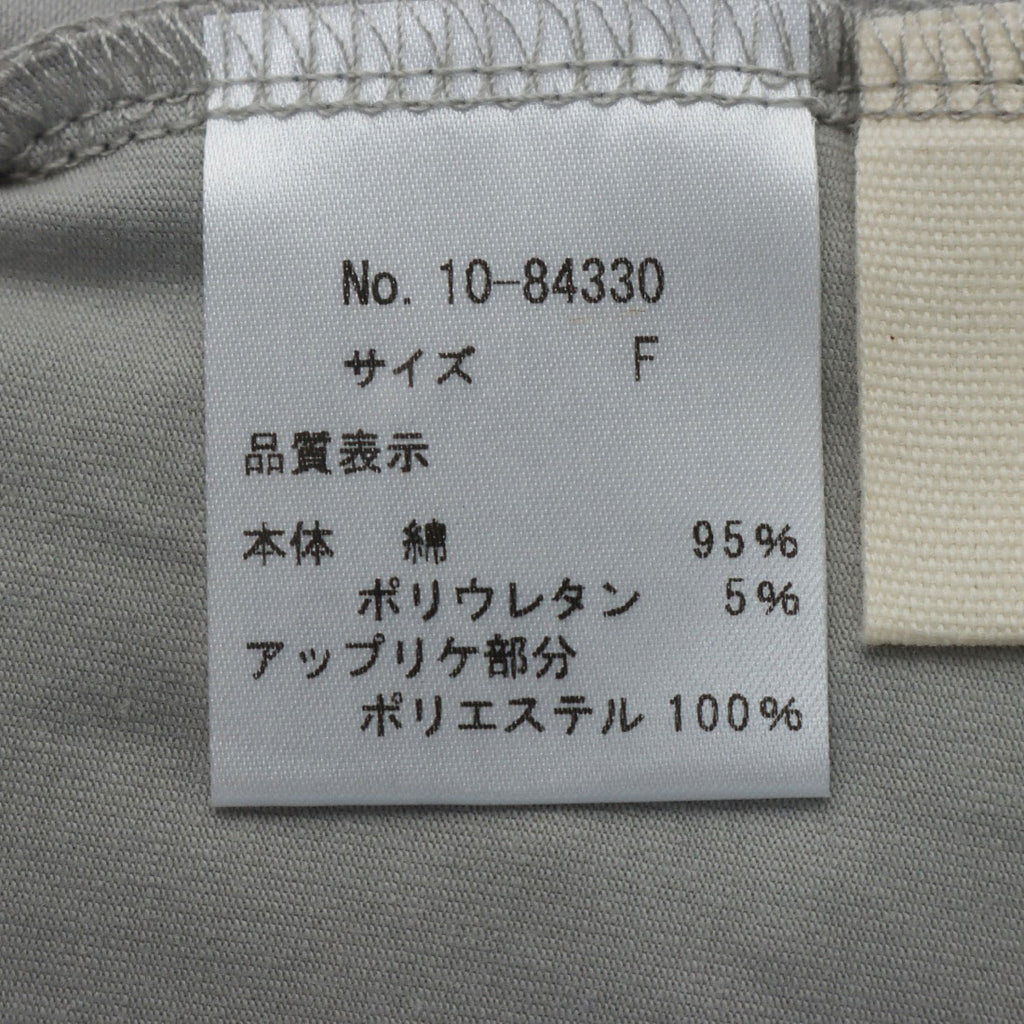 No. 10-84330
サイズ F
品質表示
本体 綿 95%
ポリウレタン 5%
アップリケ部分
ポリエステル 100%